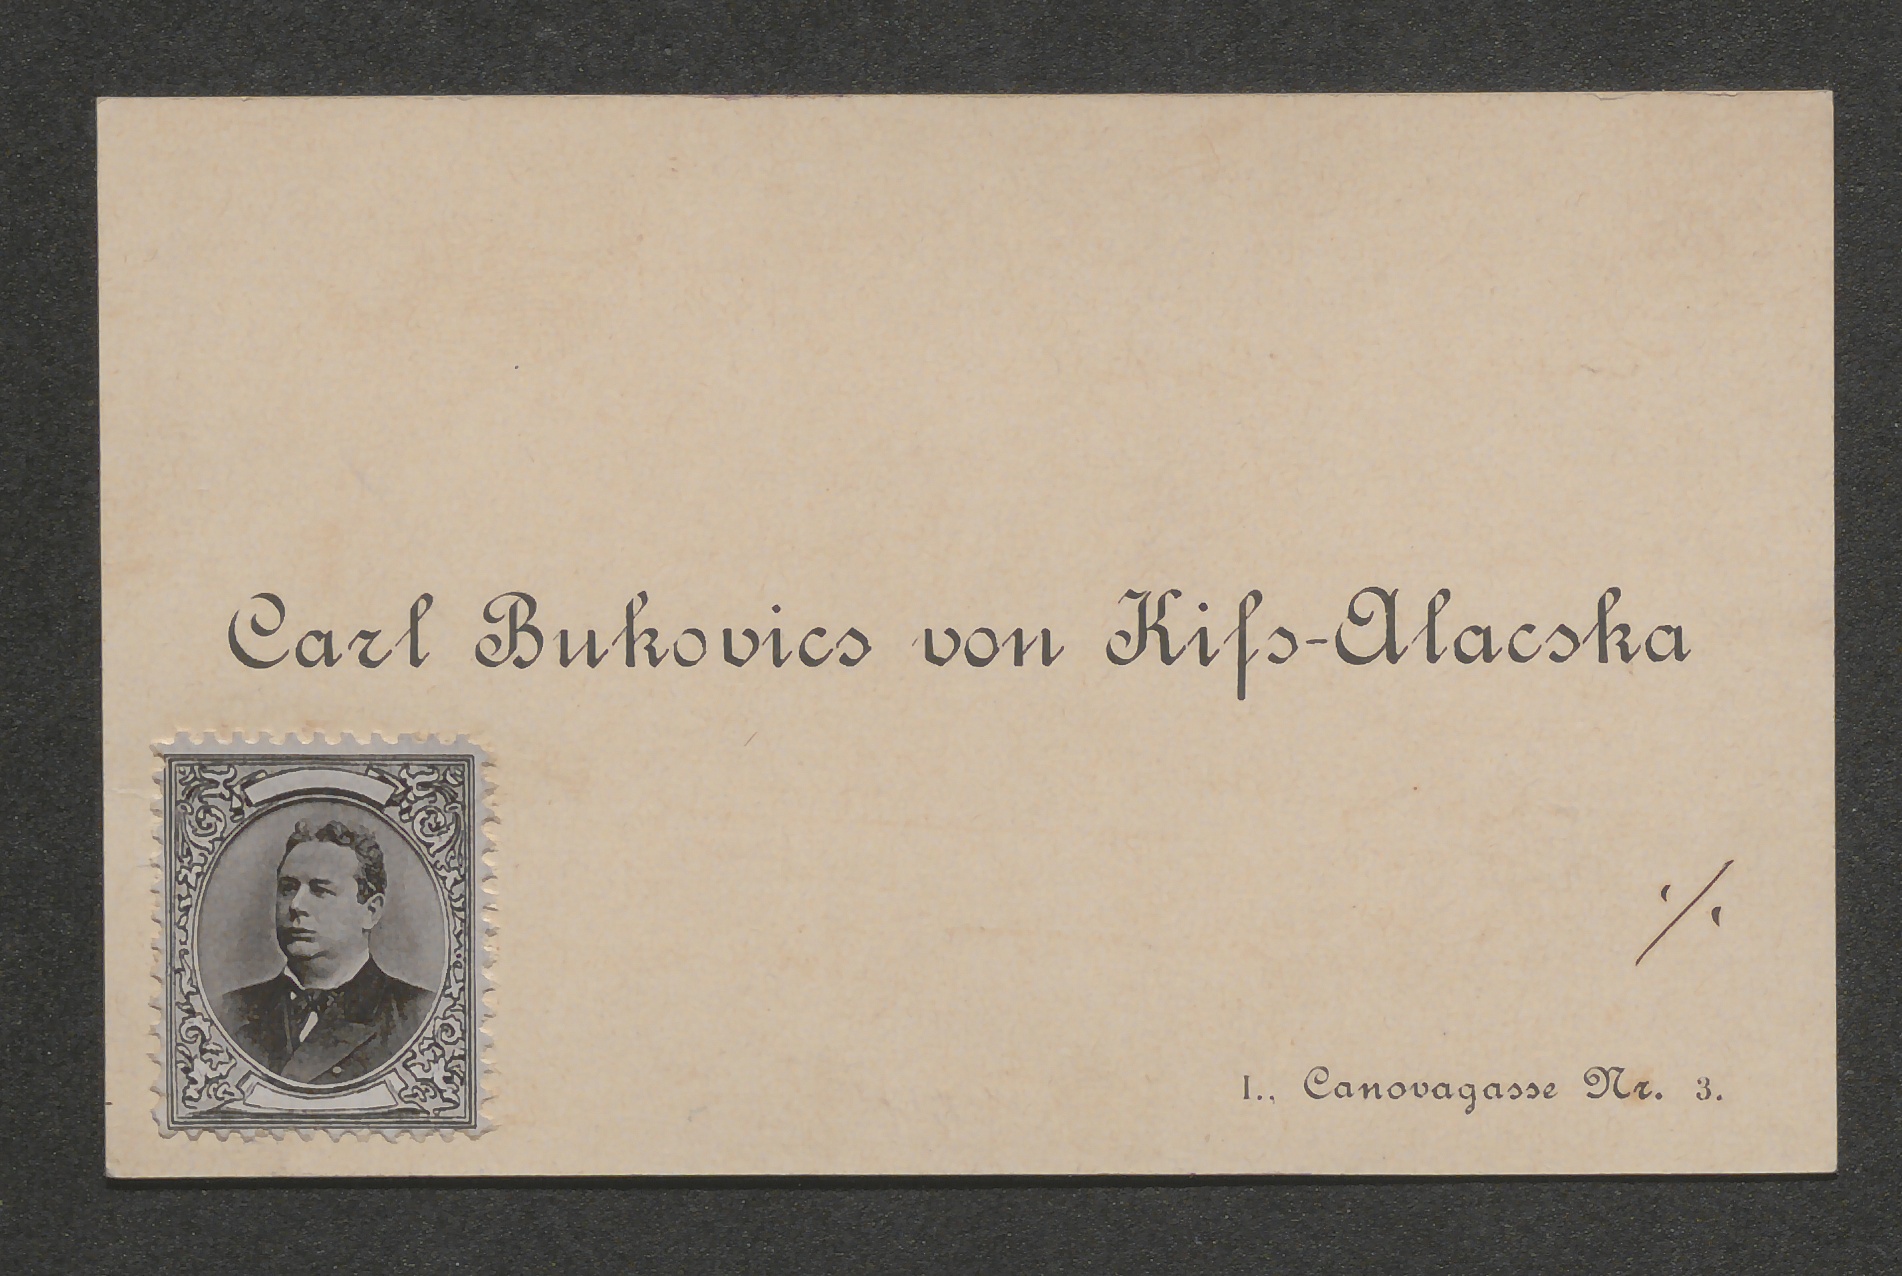 Carl Bukovics von Kiſs-Alacska
./.
I., Canovagasse Nr. 3.